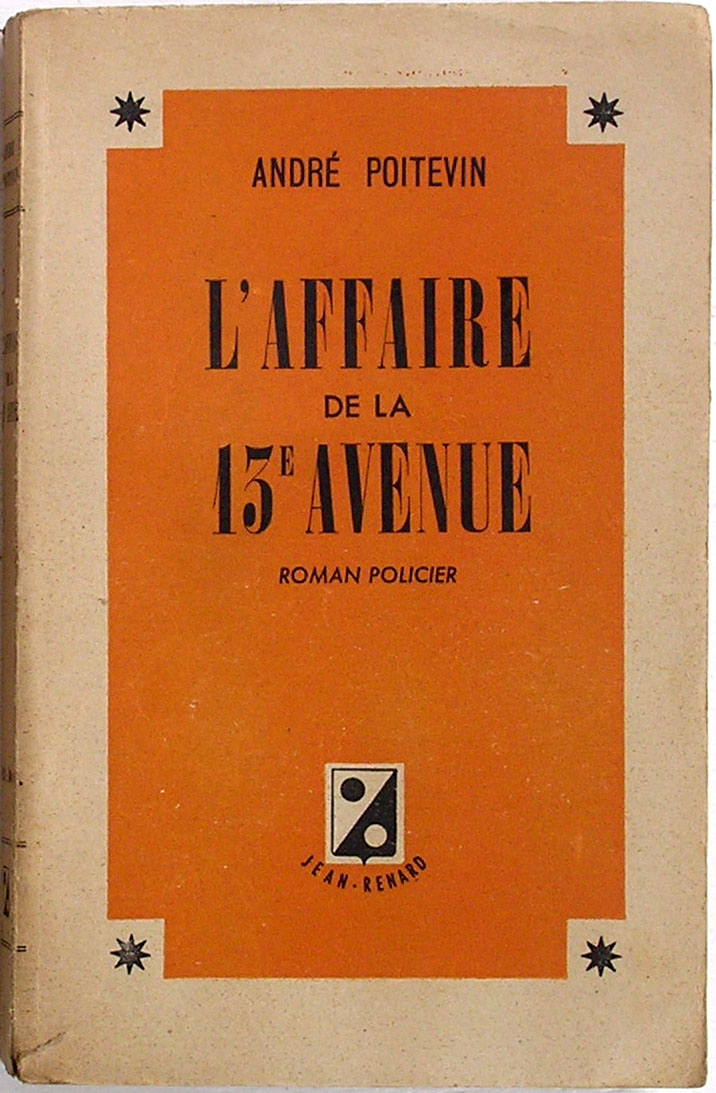 ANDRÉ POITEVIN
L'AFFAIRE
DE LA
13E AVENUE
ROMAN POLICIER
JEAN-RENARD